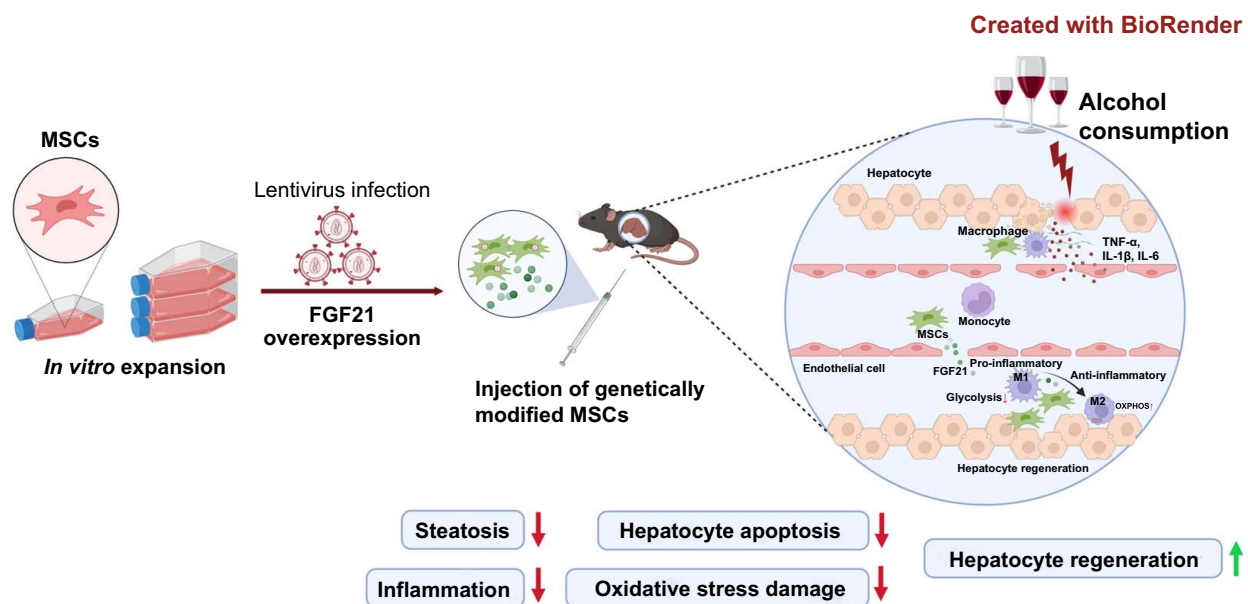 Created with BioRender
Alcohol
consumption
MSCs
Lentivirus infection
FGF21
overexpression
In vitro expansion
Injection of genetically
modified MSCs
Hepatocyte
Macrophage
TNF-α,
IL-1β, IL-6
Monocyte
MSCs
Endothelial cell
FGF21
Pro-inflammatory
M1
Anti-inflammatory
Glycolysis↓
M2
OXPHOS↑
Hepatocyte regeneration
Steatosis ↓
Hepatocyte apoptosis ↓
Hepatocyte regeneration ↑
Inflammation ↓
Oxidative stress damage ↓